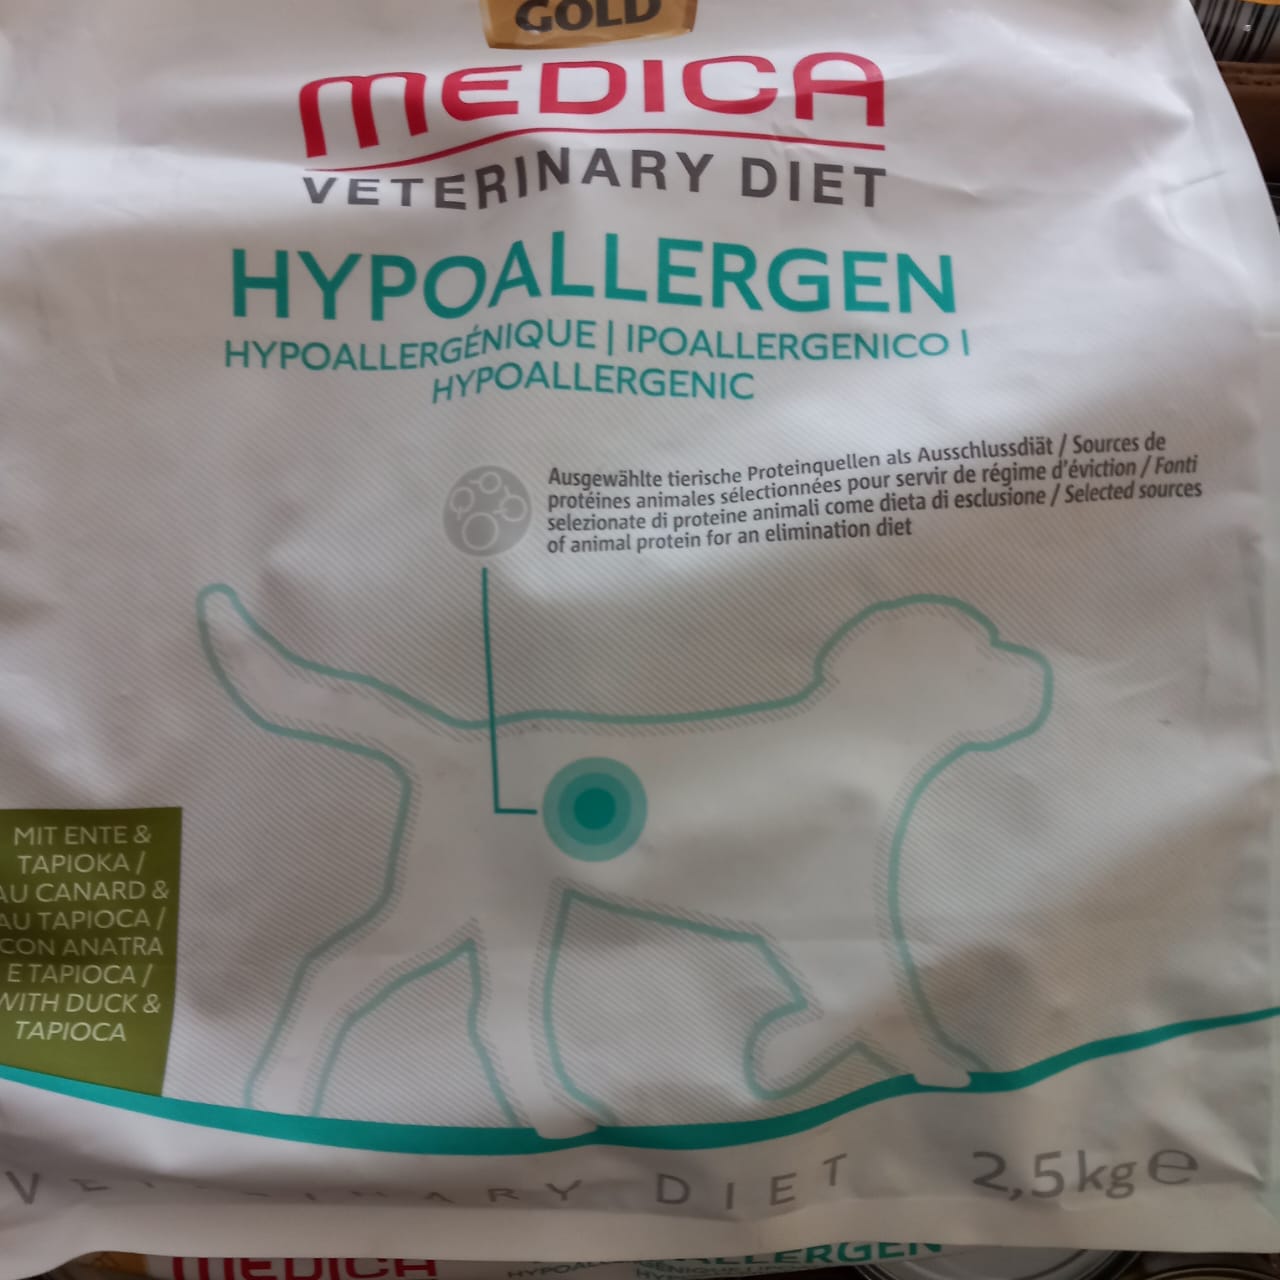 GOLD
MEDICA
VETERINARY DIET
HYPOALLERGEN
HYPOALLERGÉNIQUE | IPOALLERGENICO |
HYPOALLERGENIC
Ausgewählte tierische Proteinquellen als Ausschlussdiät / Sources de
protéines animales sélectionnées pour servir de régime d'éviction / Fonti
selezionate di proteine animali come dieta di esclusione / Selected sources
of animal protein for an elimination diet
MIT ENTE &
TAPIOKA /
AU CANARD &
AU TAPIOCA /
CON ANATRA
E TAPIOCA /
WITH DUCK &
TAPIOCA
VETERINARY DIET
2,5kg e
MEDICA
HYPOALLERGEN